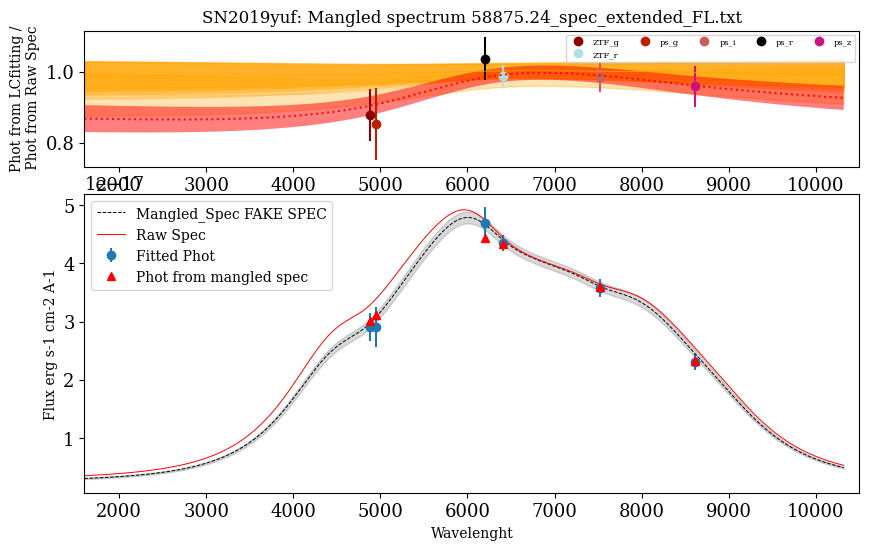 SN2019yuf: Mangled spectrum 58875.24_spec_extended_FL.txt
Phot from LCfitting /
Phot from Raw Spec
1.0
0.8
ZTF_g ps_g ps_i ps_r ps_z
ZTF_r
2000 3000 4000 5000 6000 7000 8000 9000 10000
1e−17
Flux erg s-1 cm-2 A-1
5
4
3
2
1
Mangled_Spec FAKE SPEC
Raw Spec
Fitted Phot
Phot from mangled spec
2000 3000 4000 5000 6000 7000 8000 9000 10000
Wavelenght